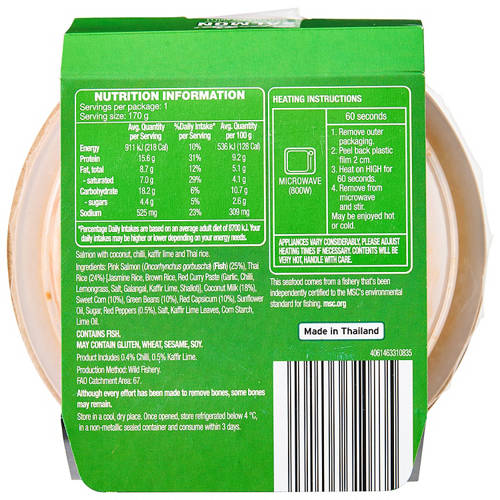 NUTRITION INFORMATION
Servings per package: 1
Serving size: 170 g
Avg. Quantity per Serving %Daily Intake* per Serving Avg. Quantity per 100 g
Energy 911 kJ (218 Cal) 10% 536 kJ (128 Cal)
Protein 15.6 g 31% 9.2 g
Fat, total 8.7 g 12% 5.1 g
- saturated 7.0 g 29% 4.1 g
Carbohydrate 18.2 g 6% 10.7 g
- sugars 4.4 g 5% 2.6 g
Sodium 525 mg 23% 309 mg
*Percentage Daily Intakes are based on an average adult diet of 8700 kJ. Your
daily intakes may be higher or lower depending on your energy needs.
Salmon with coconut, chilli, kaffir lime and Thai rice.
Ingredients: Pink Salmon (Oncorhynchus gorbuscha) (Fish) (25%), Thai
Rice (24%) [Jasmine Rice, Brown Rice, Red Curry Paste (Garlic, Chilli,
Lemongrass, Salt, Galangal, Kaffir Lime, Shallot)], Coconut Milk (18%),
Sweet Corn (10%), Green Beans (10%), Red Capsicum (10%), Sunflower
Oil, Sugar, Red Peppers (0.5%), Salt, Kaffir Lime Leaves, Corn Starch,
Lime Oil.
CONTAINS FISH.
MAY CONTAIN GLUTEN, WHEAT, SESAME, SOY.
Product Includes 0.4% Chilli, 0.5% Kaffir Lime.
Production Method: Wild Fishery.
FAO Catchment Area: 67.
Although every effort has been made to remove bones, some bones
may remain.
Store in a cool, dry place. Once opened, store refrigerated below 4 °C,
in a non-metallic sealed container and consume within 3 days.
HEATING INSTRUCTIONS
60 seconds
MICROWAVE
(800W)
1. Remove outer
packaging.
2. Peel back plastic
film 2 cm.
3. Heat on HIGH for
60 seconds.
4. Remove from
microwave
and stir.
May be enjoyed hot
or cold.
APPLIANCES VARY CONSIDERABLY, PLEASE ADJUST
HEATING TIMES IF NECESSARY. CONTENTS WILL BE
VERY HOT, HANDLE WITH CARE.
This seafood comes from a fishery that's been
independently certified to the MSC's environmental
standard for fishing. msc.org
Made in Thailand
4061463310835